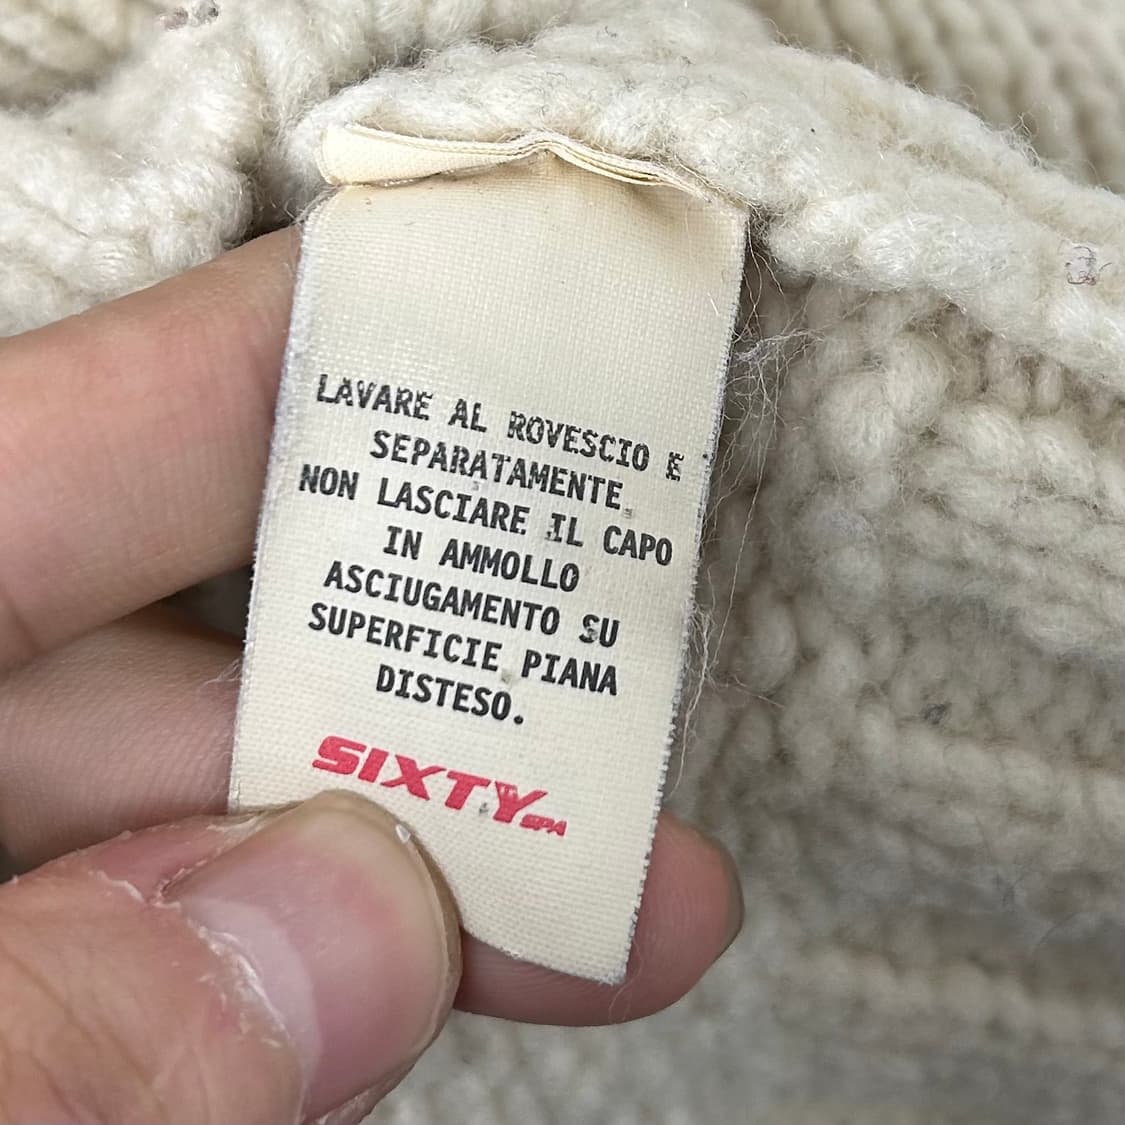 LAVARE AL ROVESCIO E
SEPARATAMENTE
NON LASCIARE IL CAPO
IN AMMOLLO
ASCIUGAMENTO SU
SUPERFICIE PIANA
DISTESO.
SIXTY SPA